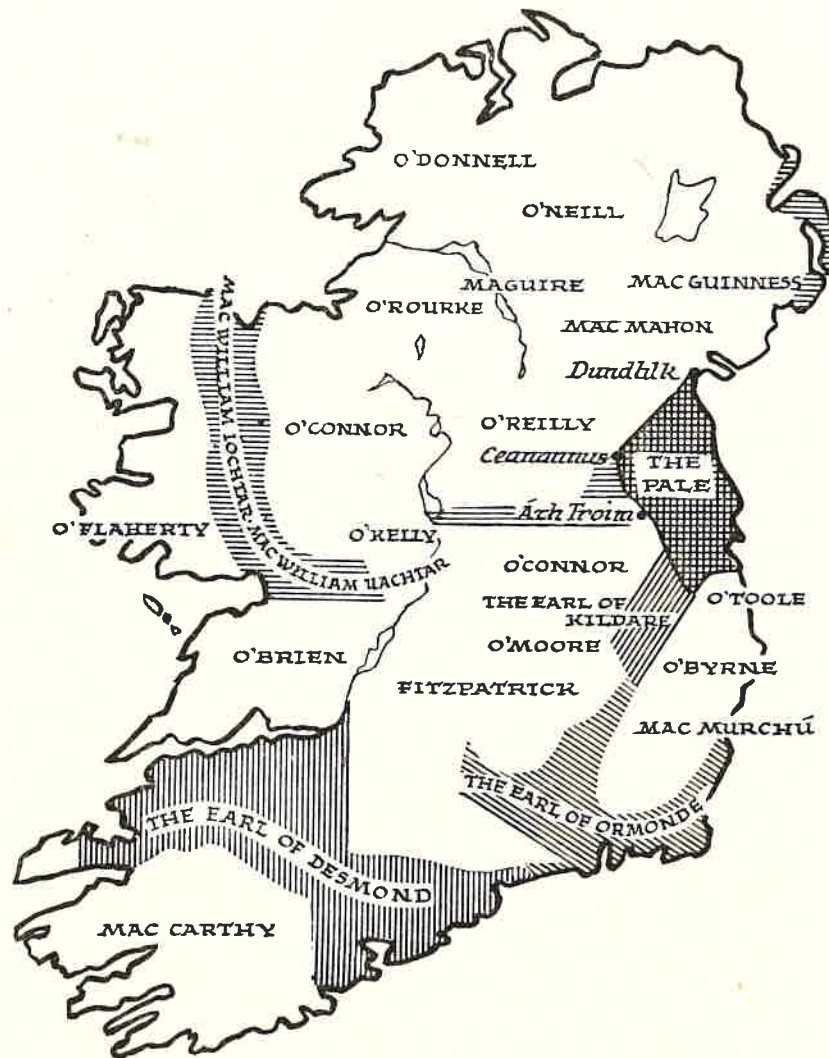 O'DONNELL
O'NEILL
MAGUIRE
MAC GUINNESS
O'ROURKE
MAC MAHON
Dundalk
MAC WILLIAM IOCHTAR·MAC WILLIAM UACHTAR
O'CONNOR
O'REILLY
Ceanannus
THE
PALE
O'FLAHERTY
O'KELLY
Áth Troim
O'CONNOR
THE EARL OF
KILDARE
O'TOOLE
O'BRIEN
O'MOORE
O'BYRNE
FITZPATRICK
MAC MURCHÚ
THE EARL OF ORMONDE
THE EARL OF DESMOND
MAC CARTHY